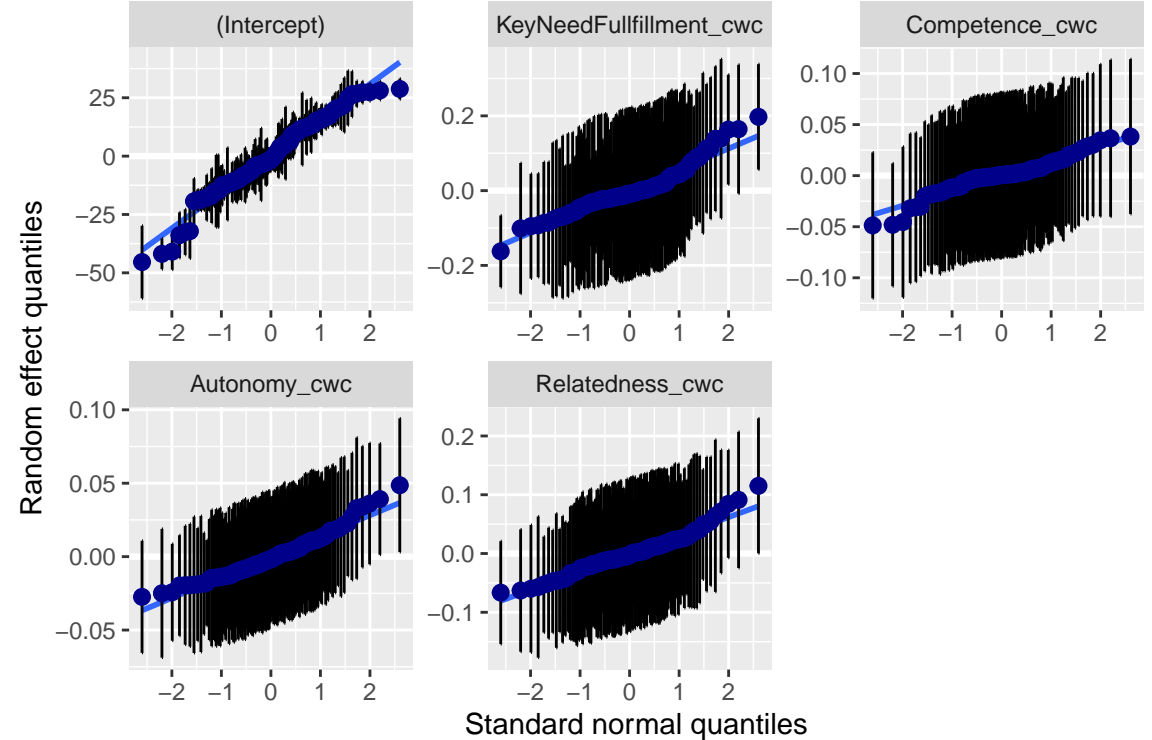 (Intercept)
KeyNeedFullfillment_cwc
Competence_cwc
25
0
−25
−50
0.2
0.0
−0.2
0.10
0.05
0.00
−0.05
−0.10
−2 −1 0 1 2
−2 −1 0 1 2
−2 −1 0 1 2
Random effect quantiles
Autonomy_cwc
Relatedness_cwc
0.10
0.05
0.00
−0.05
0.2
0.1
0.0
−0.1
−2 −1 0 1 2
−2 −1 0 1 2
Standard normal quantiles